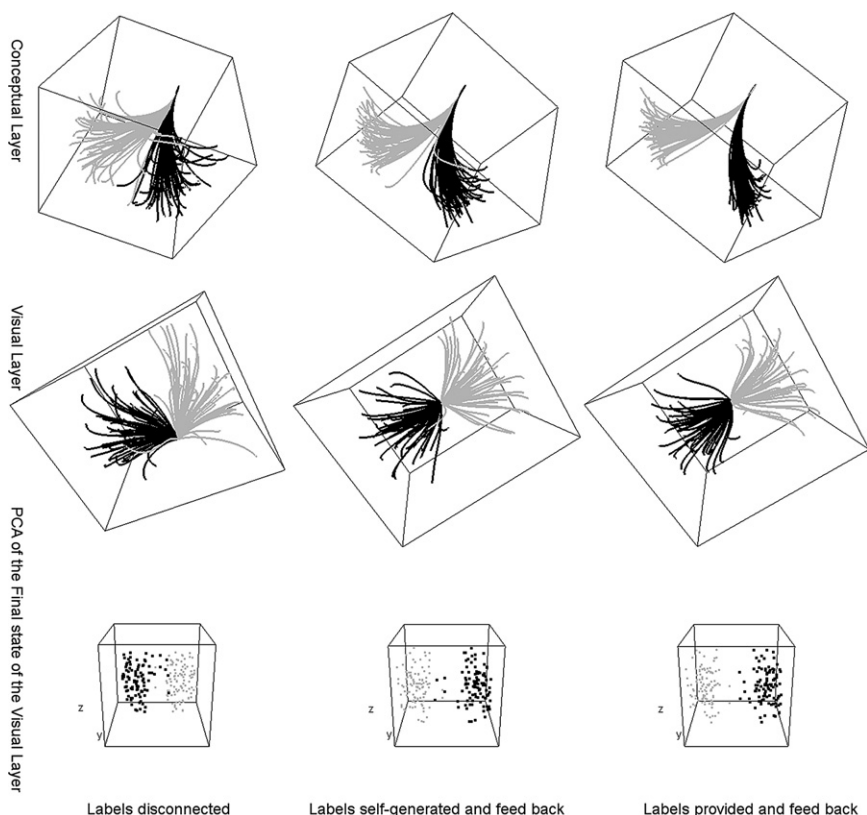 Conceptual Layer
Visual Layer
PCA of the Final state of the Visual Layer
z
y
z
y
z
y
Labels disconnected
Labels self-generated and feed back
Labels provided and feed back